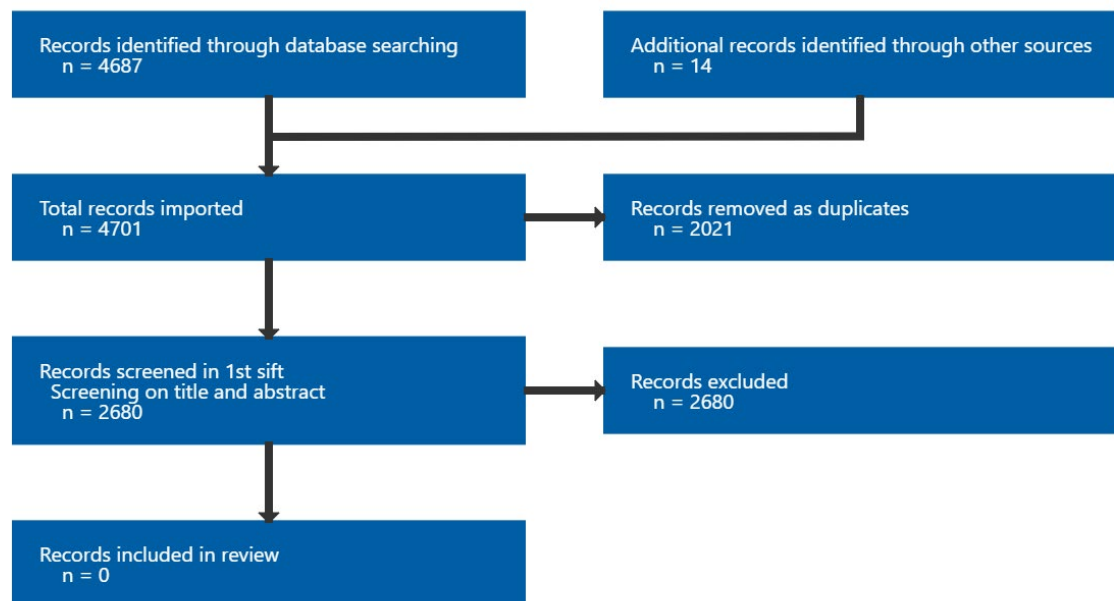 Records identified through database searching
n = 4687
Additional records identified through other sources
n = 14
Total records imported
n = 4701
Records removed as duplicates
n = 2021
Records screened in 1st sift
Screening on title and abstract
n = 2680
Records excluded
n = 2680
Records included in review
n = 0